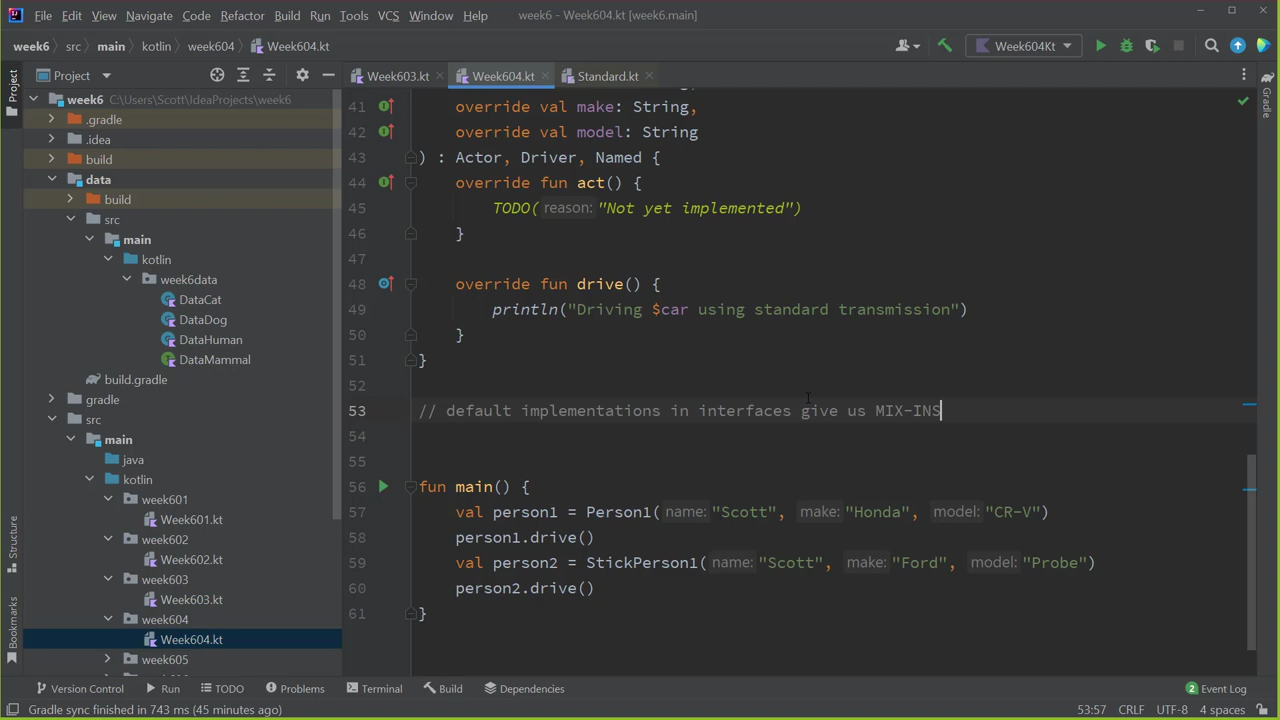 File Edit View Navigate Code Refactor Build Run Tools VCS Window Help week6 - Week604.kt [week6.main]
week6 src main kotlin week604 Week604.kt Week604Kt
Project Week603.kt Week604.kt Standard.kt
Project
Gradle
Structure
Bookmarks
week6 C:\Users\Scott\IdeaProjects\week6
.gradle
.idea
build
data
build
src
main
kotlin
week6data
DataCat
DataDog
DataHuman
DataMammal
build.gradle
gradle
src
main
java
kotlin
week601
Week601.kt
week602
Week602.kt
week603
Week603.kt
week604
Week604.kt
week605
41 override val make: String,
42 override val model: String
43 ) : Actor, Driver, Named {
44 override fun act() {
45 TODO( reason: "Not yet implemented")
46 }
47
48 override fun drive() {
49 println("Driving $car using standard transmission")
50 }
51 }
52
53 // default implementations in interfaces give us MIX-INS
54
55
56 fun main() {
57 val person1 = Person1( name: "Scott", make: "Honda", model: "CR-V")
58 person1.drive()
59 val person2 = StickPerson1( name: "Scott", make: "Ford", model: "Probe")
60 person2.drive()
61 }
Version Control Run TODO Problems Terminal Build Dependencies 2 Event Log
Gradle sync finished in 743 ms (45 minutes ago) 53:57 CRLF UTF-8 4 spaces